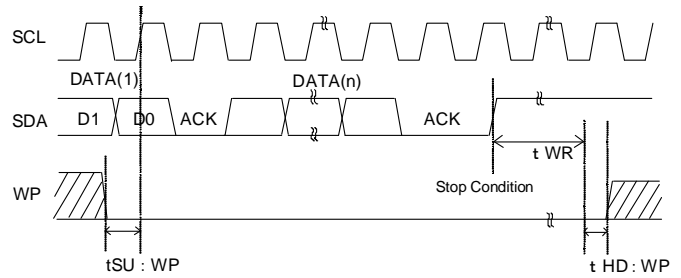 SCL
DATA(1) DATA(n)
SDA D1 D0 ACK ACK
t WR
WP Stop Condition
tSU : WP t HD : WP